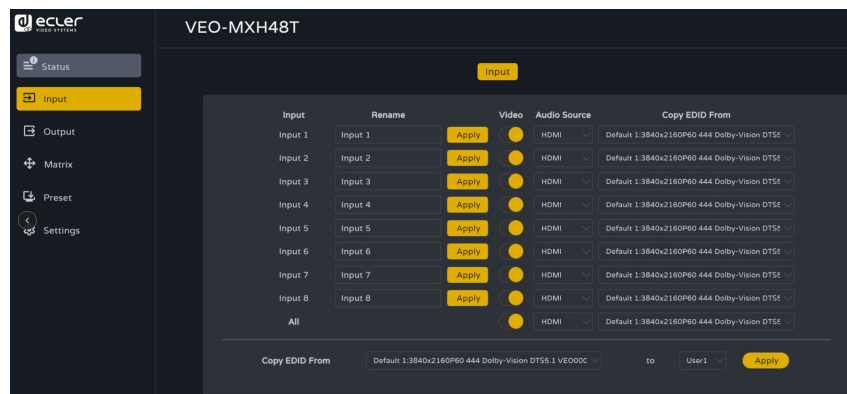 ecler
VIDEO SYSTEMS
VEO-MXH48T
Status
Input
Output
Matrix
Preset
Settings
Input
Input Rename Video Audio Source Copy EDID From
Input 1 Input 1 Apply HDMI Default 1:3840x2160P60 444 Dolby-Vision DTS5
Input 2 Input 2 Apply HDMI Default 1:3840x2160P60 444 Dolby-Vision DTS5
Input 3 Input 3 Apply HDMI Default 1:3840x2160P60 444 Dolby-Vision DTS5
Input 4 Input 4 Apply HDMI Default 1:3840x2160P60 444 Dolby-Vision DTS5
Input 5 Input 5 Apply HDMI Default 1:3840x2160P60 444 Dolby-Vision DTS5
Input 6 Input 6 Apply HDMI Default 1:3840x2160P60 444 Dolby-Vision DTS5
Input 7 Input 7 Apply HDMI Default 1:3840x2160P60 444 Dolby-Vision DTS5
Input 8 Input 8 Apply HDMI Default 1:3840x2160P60 444 Dolby-Vision DTS5
All HDMI Default 1:3840x2160P60 444 Dolby-Vision DTS5
Copy EDID From Default 1:3840x2160P60 444 Dolby-Vision DTS5.1 VEO000 to User1 Apply